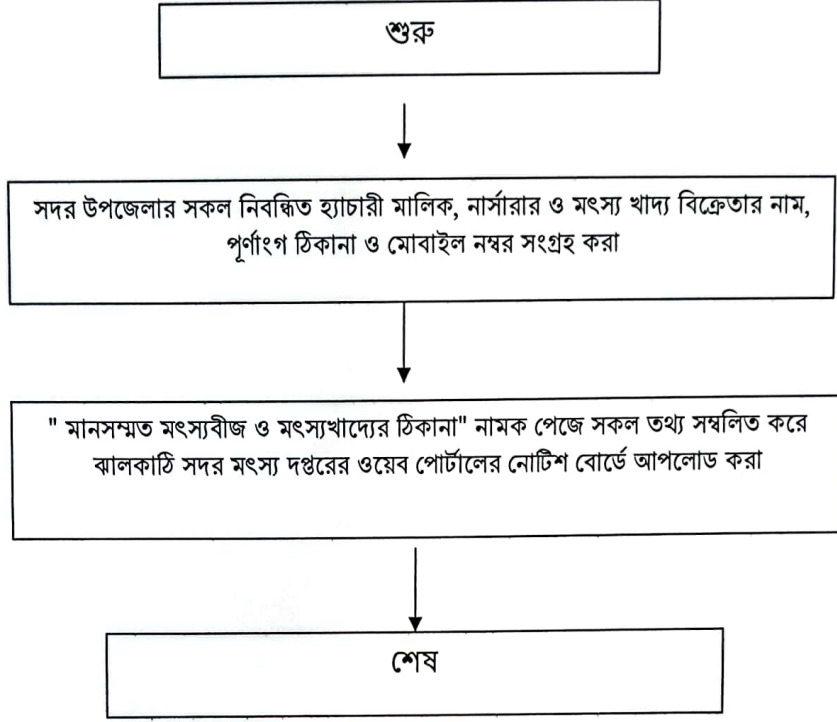 শুরু
সদর উপজেলার সকল নিবন্ধিত হ্যাচারী মালিক, নার্সারার ও মৎস্য খাদ্য বিক্রেতার নাম,
পূর্ণাংগ ঠিকানা ও মোবাইল নম্বর সংগ্রহ করা
" মানসম্মত মৎস্যবীজ ও মৎস্যখাদ্যের ঠিকানা" নামক পেজে সকল তথ্য সম্বলিত করে
ঝালকাঠি সদর মৎস্য দপ্তরের ওয়েব পোর্টালের নোটিশ বোর্ডে আপলোড করা
শেষ